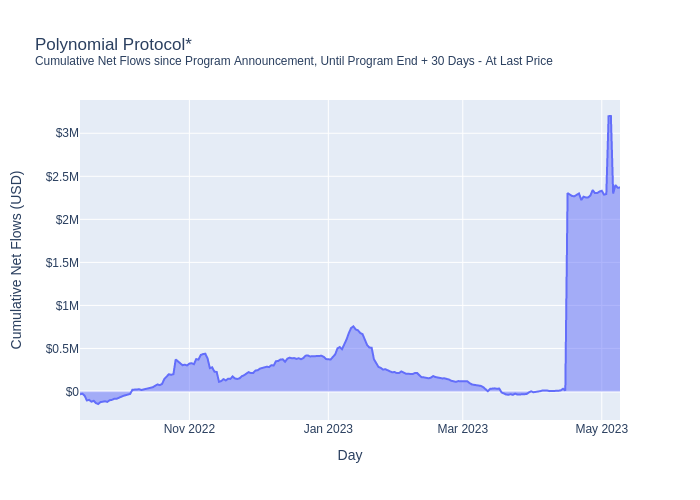 Polynomial Protocol*
Cumulative Net Flows since Program Announcement, Until Program End + 30 Days - At Last Price
$3M
$2.5M
$2M
$1.5M
$1M
$0.5M
$0
Cumulative Net Flows (USD)
Nov 2022
Jan 2023
Mar 2023
May 2023
Day